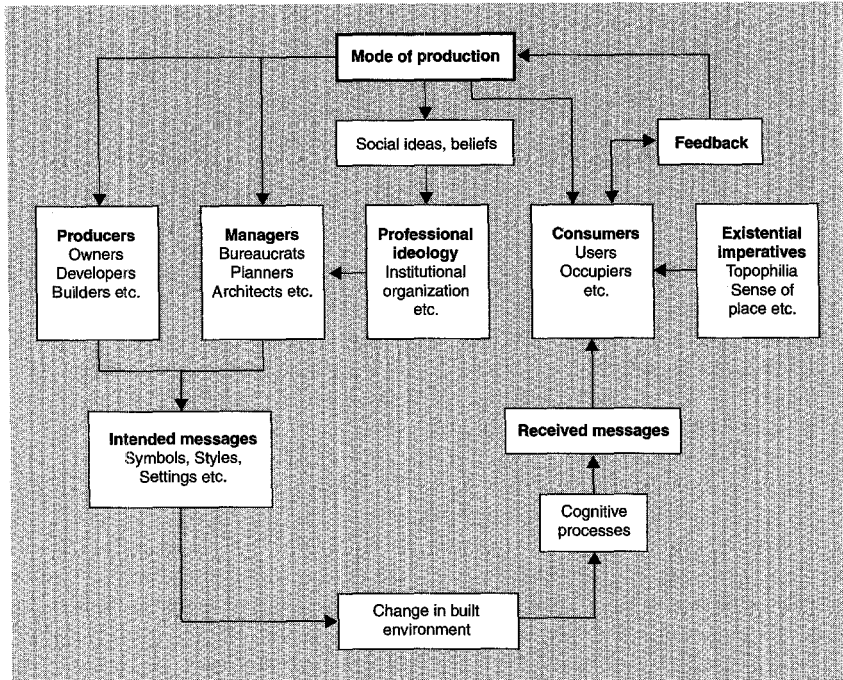 Mode of production
Social ideas, beliefs
Feedback
Producers
Owners
Developers
Builders etc.
Managers
Bureaucrats
Planners
Architects etc.
Professional
ideology
Institutional
organization
etc.
Consumers
Users
Occupiers
etc.
Existential
imperatives
Topophilia
Sense of
place etc.
Intended messages
Symbols, Styles,
Settings etc.
Received messages
Cognitive
processes
Change in built
environment